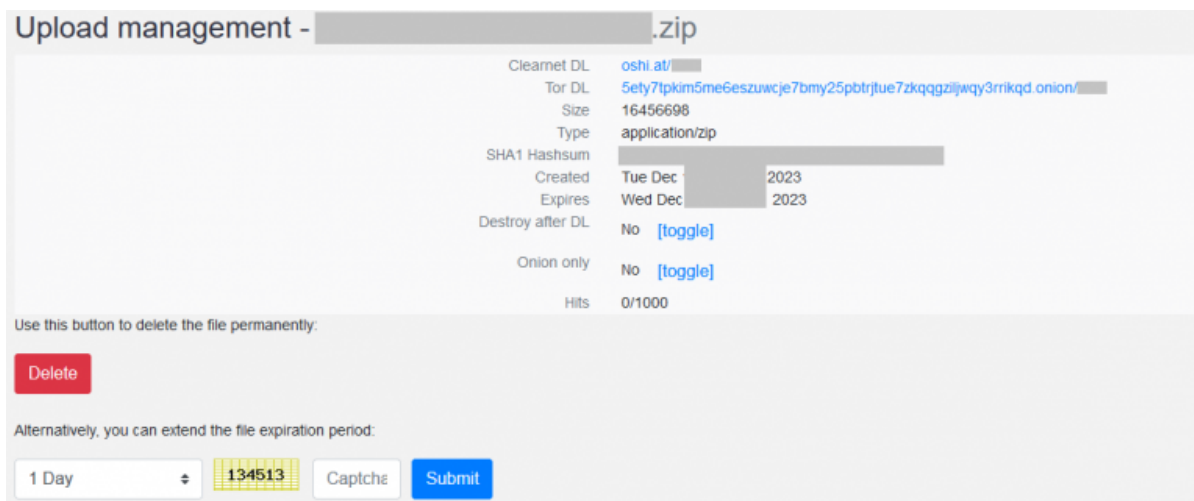 Upload management - .zip
Clearnet DL oshi.at/
Tor DL 5ety7tpkim5me6eszuwcje7bmy25pbtrjtue7zkqqgziljwqy3rrikqd.onion/
Size 16456698
Type application/zip
SHA1 Hashsum
Created Tue Dec 2023
Expires Wed Dec 2023
Destroy after DL No [toggle]
Onion only No [toggle]
Hits 0/1000
Use this button to delete the file permanently:
Delete
Alternatively, you can extend the file expiration period:
1 Day 134513 Captcha Submit